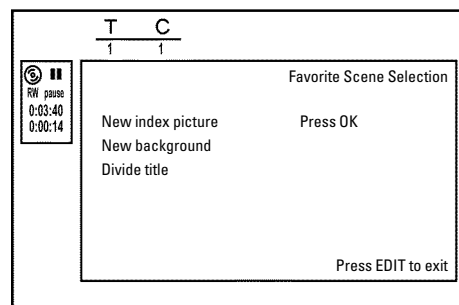 T C
1 1
RW pause
0:03:40
0:00:14
Favorite Scene Selection
New index picture Press OK
New background
Divide title
Press EDIT to exit